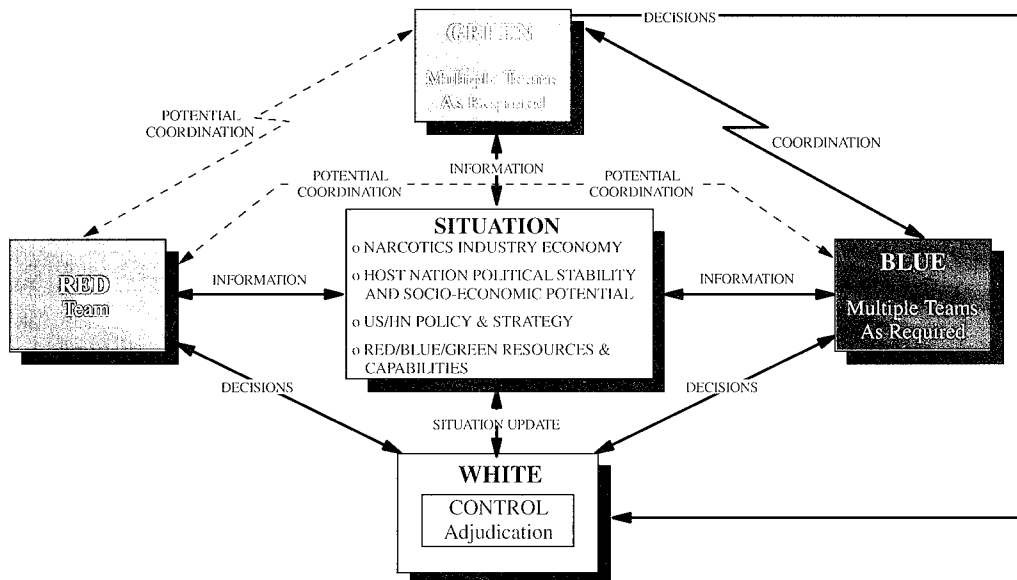 DECISIONS
GREEN
Multiple Teams
As Required
POTENTIAL
COORDINATION
COORDINATION
INFORMATION
POTENTIAL
COORDINATION
POTENTIAL
COORDINATION
SITUATION
o NARCOTICS INDUSTRY ECONOMY
o HOST NATION POLITICAL STABILITY
AND SOCIO-ECONOMIC POTENTIAL
o US/HN POLICY & STRATEGY
o RED/BLUE/GREEN RESOURCES &
CAPABILITIES
RED
Team
INFORMATION
INFORMATION
BLUE
Multiple Teams
As Required
DECISIONS
DECISIONS
SITUATION UPDATE
WHITE
CONTROL
Adjudication